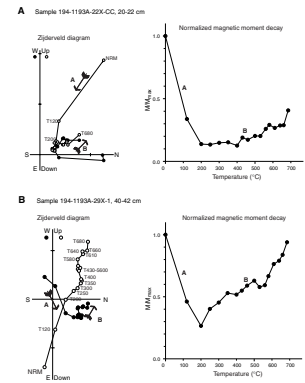 A Sample 194-1193A-22X-CC, 20-22 cm
Zijderveld diagram
W Up
NRM
A
T120
T200
T680
B
S N
E Down
Normalized magnetic moment decay
M/Mmax
1.0
0.5
0.0
A
B
0 100 200 300 400 500 600 700
Temperature (°C)
B Sample 194-1193A-29X-1, 40-42 cm
Zijderveld diagram
W Up
T680
T640 T660
T610
T580
T430-5500
T400
T350
T300
T250
T200
S N
A
B
T120
NRM
E Down
Normalized magnetic moment decay
M/Mmax
1.0
0.5
0.0
A
B
0 100 200 300 400 500 600 700
Temperature (°C)